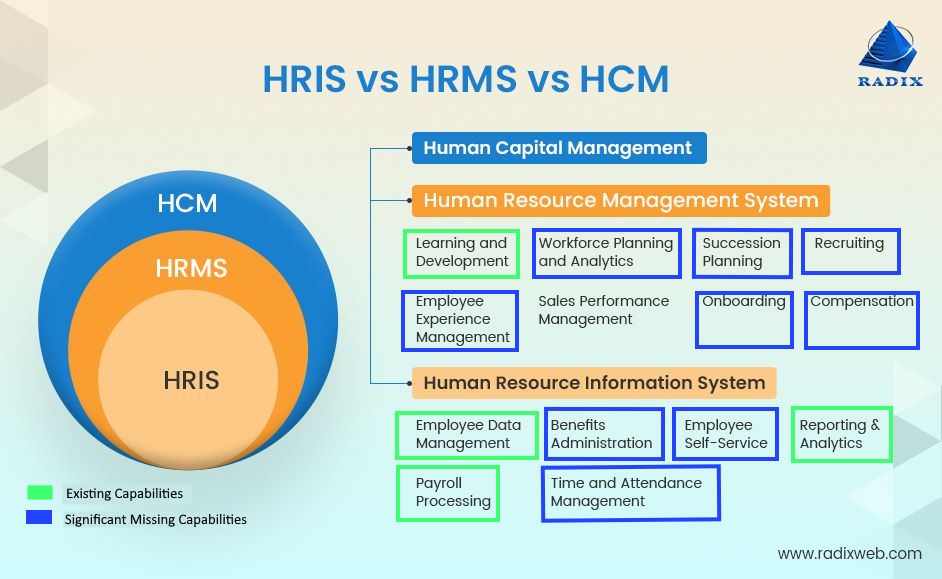 RADIX
HRIS vs HRMS vs HCM
Human Capital Management
Human Resource Management System
Learning and
Development
Workforce Planning
and Analytics
Succession
Planning
Recruiting
Employee
Experience
Management
Sales Performance
Management
Onboarding
Compensation
Human Resource Information System
Employee Data
Management
Benefits
Administration
Employee
Self-Service
Reporting &
Analytics
Payroll
Processing
Time and Attendance
Management
HCM
HRMS
HRIS
Existing Capabilities
Significant Missing Capabilities
www.radixweb.com